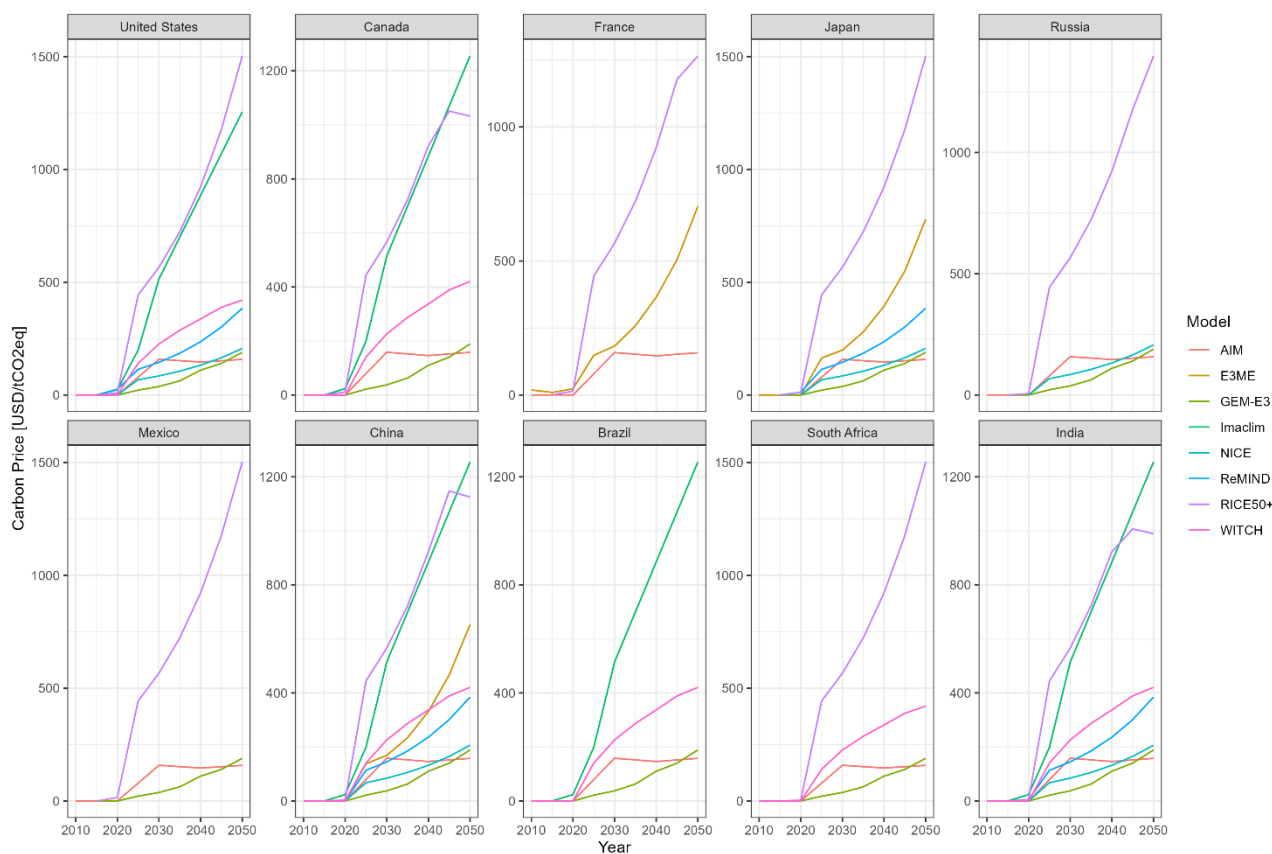 United States
Canada
France
Japan
Russia
1500
1000
500
0
1200
800
400
0
1000
500
0
1500
1000
500
0
1000
500
0
Carbon Price [USD/tCO2eq]
Mexico
China
Brazil
South Africa
India
1500
1000
500
0
1200
800
400
0
1200
800
400
0
1500
1000
500
0
1200
800
400
0
2010 2020 2030 2040 2050
2010 2020 2030 2040 2050
2010 2020 2030 2040 2050
2010 2020 2030 2040 2050
2010 2020 2030 2040 2050
Year
Model
AIM
E3ME
GEM-E3
Imaclim
NICE
ReMIND
RICE50+
WITCH